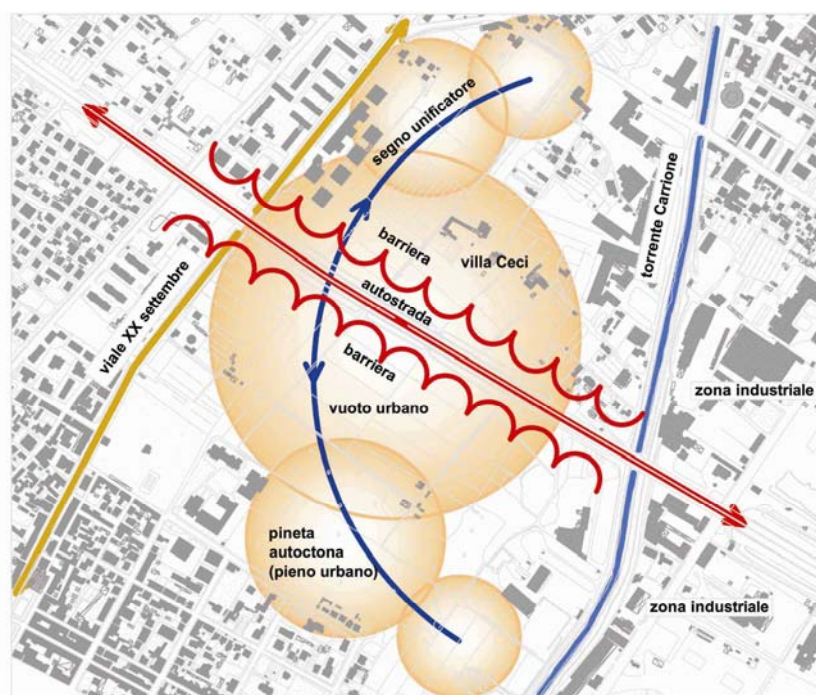 segno unificatore
barriera
villa Ceci
autostrada
torrente Carrione
viale XX settembre
barriera
vuoto urbano
zona industriale
pineta
autoctona
(pieno urbano)
zona industriale